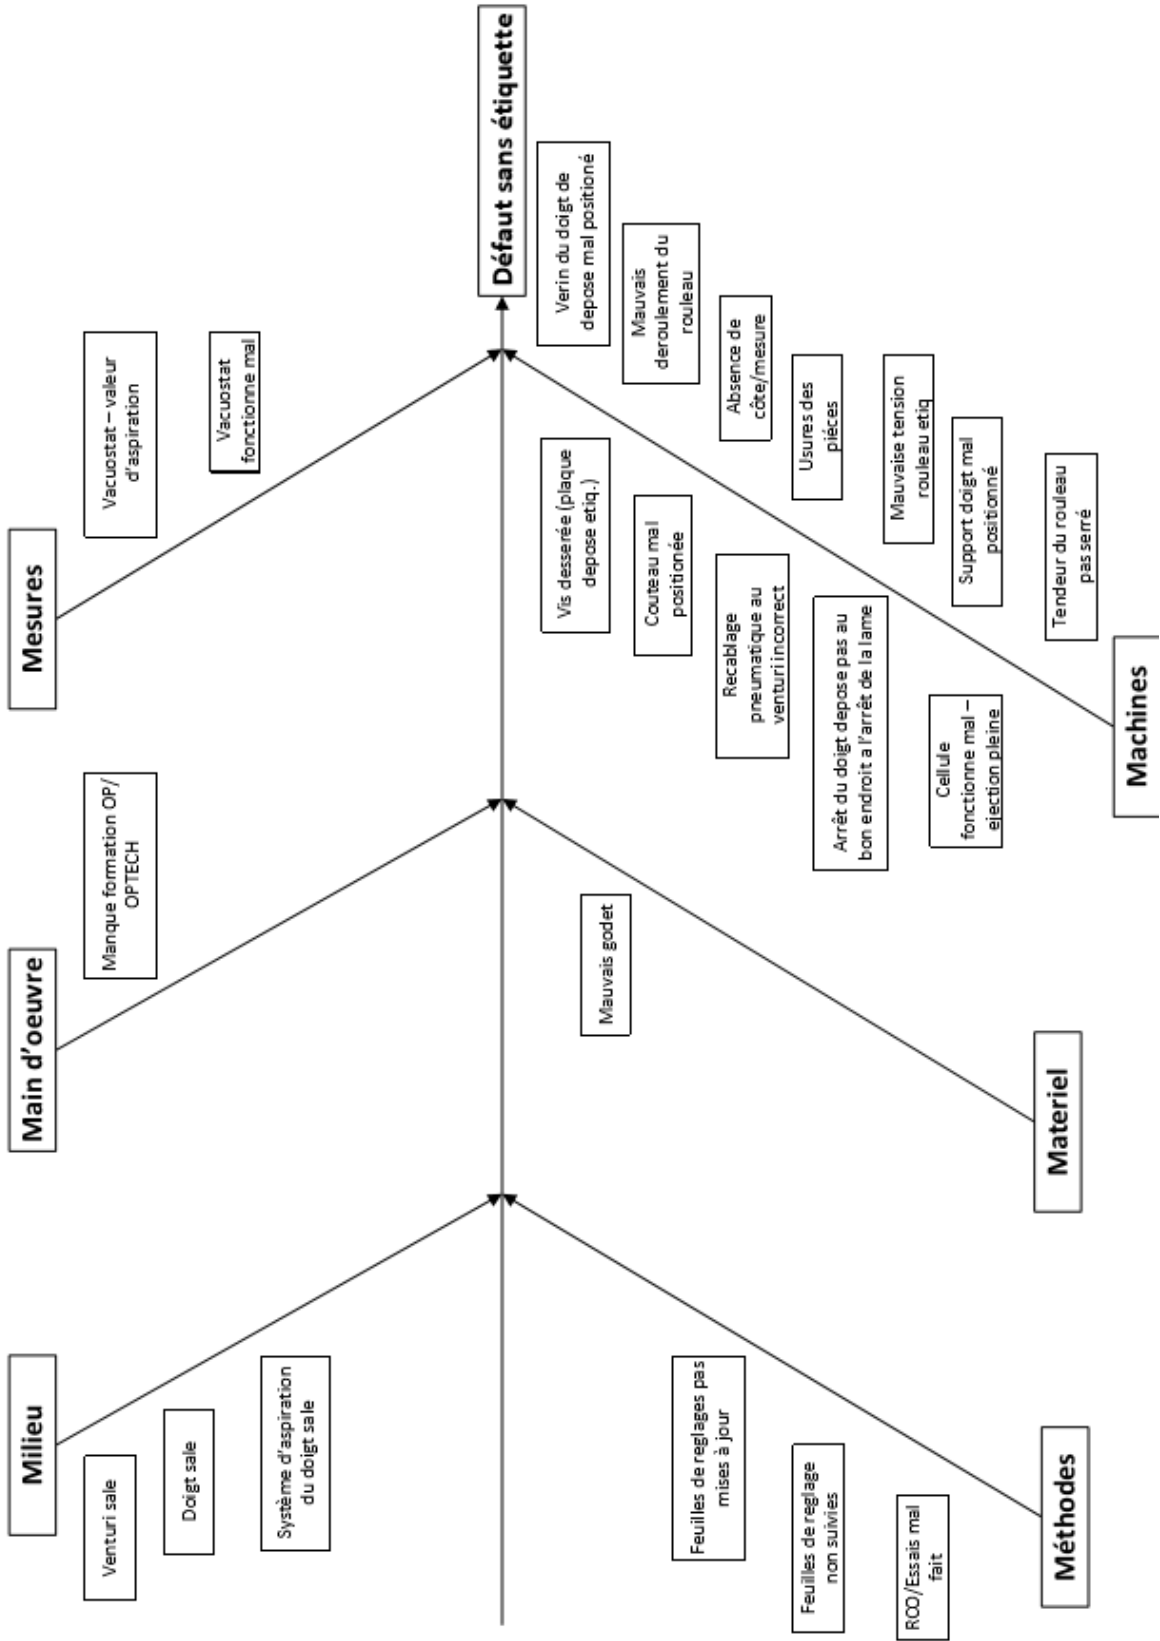 Milieu
Main d'oeuvre
Mesures
Venturi sale
Doigt sale
Système d'aspiration
du doigt sale
Manque formation OP/
OPTECH
Vacuostat – valeur
d'aspiration
Vacuostat
fonctionne mal
Défaut sans étiquette
Feuilles de reglages pas
mises à jour
Feuilles de reglage
non suivies
RCO/Essais mal
fait
Mauvais godet
Vis desserée (plaque
depose etiq.)
Couteau mal
positionée
Recablage
pneumatique au
venturi incorrect
Arrêt du doigt depose pas au
bon endroit a l'arrêt de la lame
Cellule
fonctionne mal –
ejection pleine
Verin du doigt de
depose mal positioné
Mauvais
deroulement du
rouleau
Absence de
côte/mesure
Usures des
piéces
Mauvaise tension
rouleau etiq
Support doigt mal
positionné
Tendeur du rouleau
pas serré
Méthodes
Materiel
Machines